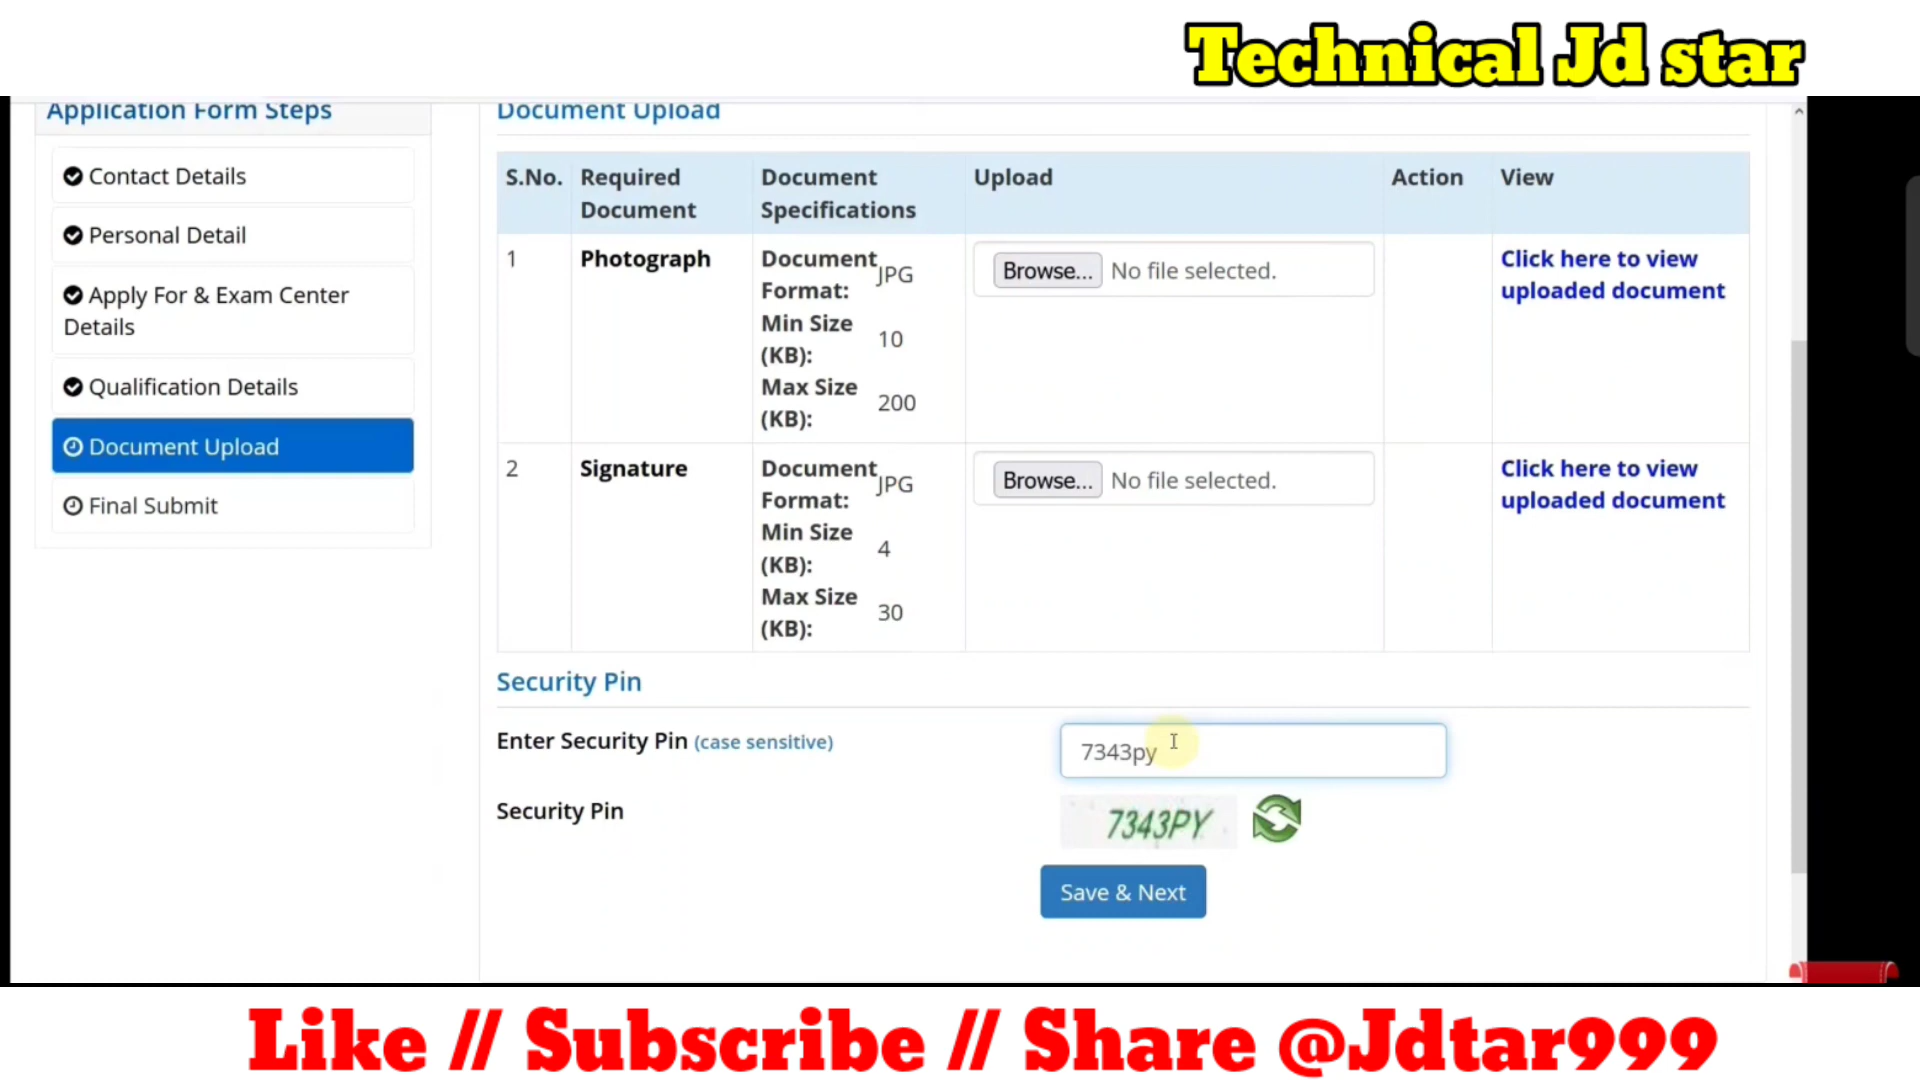 Technical Jd star
Application Form Steps
Contact Details
Personal Detail
Apply For & Exam Center
Details
Qualification Details
Document Upload
Final Submit
Document Upload
S.No. Required Document Document Specifications Upload Action View
1 Photograph
Document Format: JPG
Min Size (KB): 10
Max Size (KB): 200
Browse... No file selected.
Click here to view
uploaded document
2 Signature
Document Format: JPG
Min Size (KB): 4
Max Size (KB): 30
Browse... No file selected.
Click here to view
uploaded document
Security Pin
Enter Security Pin (case sensitive) 7343py
Security Pin 7343PY
Save & Next
Like // Subscribe // Share @Jdtar999